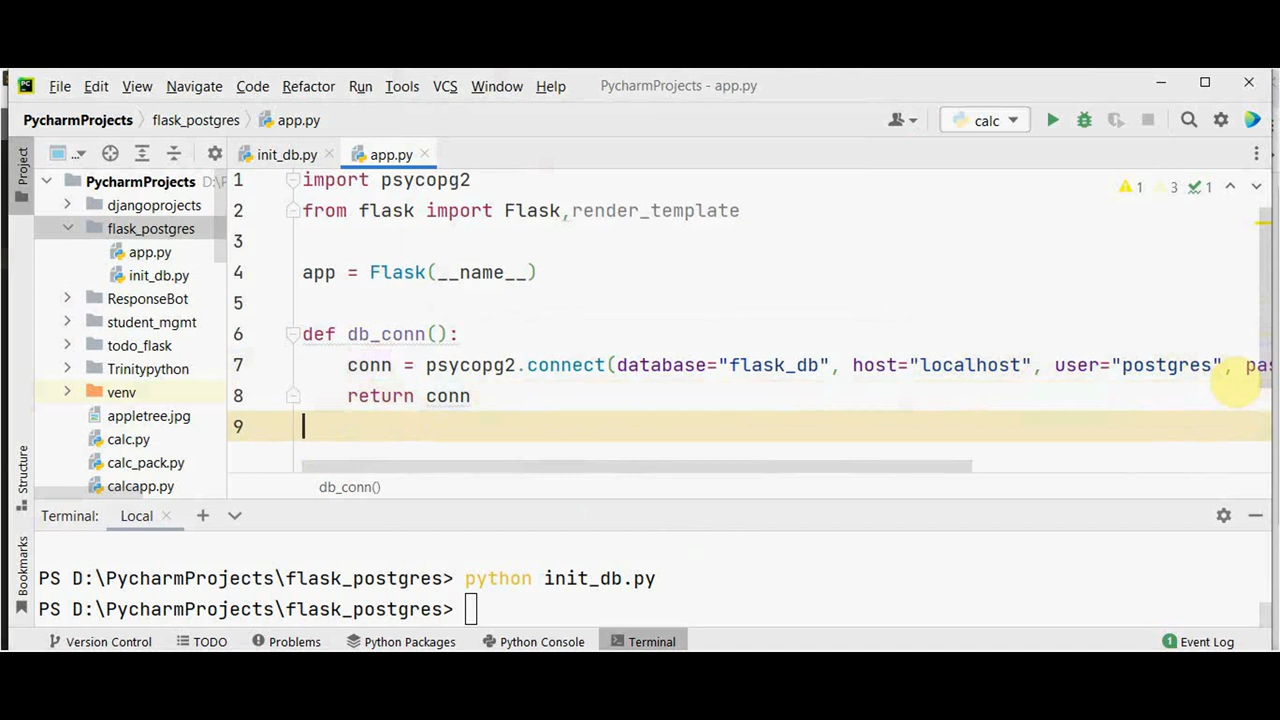 File Edit View Navigate Code Refactor Run Tools VCS Window Help PycharmProjects - app.py
PycharmProjects flask_postgres app.py calc
Project
init_db.py app.py
PycharmProjects
djangoprojects
flask_postgres
app.py
init_db.py
ResponseBot
student_mgmt
todo_flask
Trinitypython
venv
appletree.jpg
calc.py
calc_pack.py
calcapp.py
1 import psycopg2
2 from flask import Flask,render_template
3
4 app = Flask(__name__)
5
6 def db_conn():
7 conn = psycopg2.connect(database="flask_db", host="localhost", user="postgres", pas
8 return conn
9
1 3 1
db_conn()
Structure
Bookmarks
Terminal: Local
PS D:\PycharmProjects\flask_postgres> python init_db.py
PS D:\PycharmProjects\flask_postgres>
Version Control TODO Problems Python Packages Python Console Terminal 1 Event Log